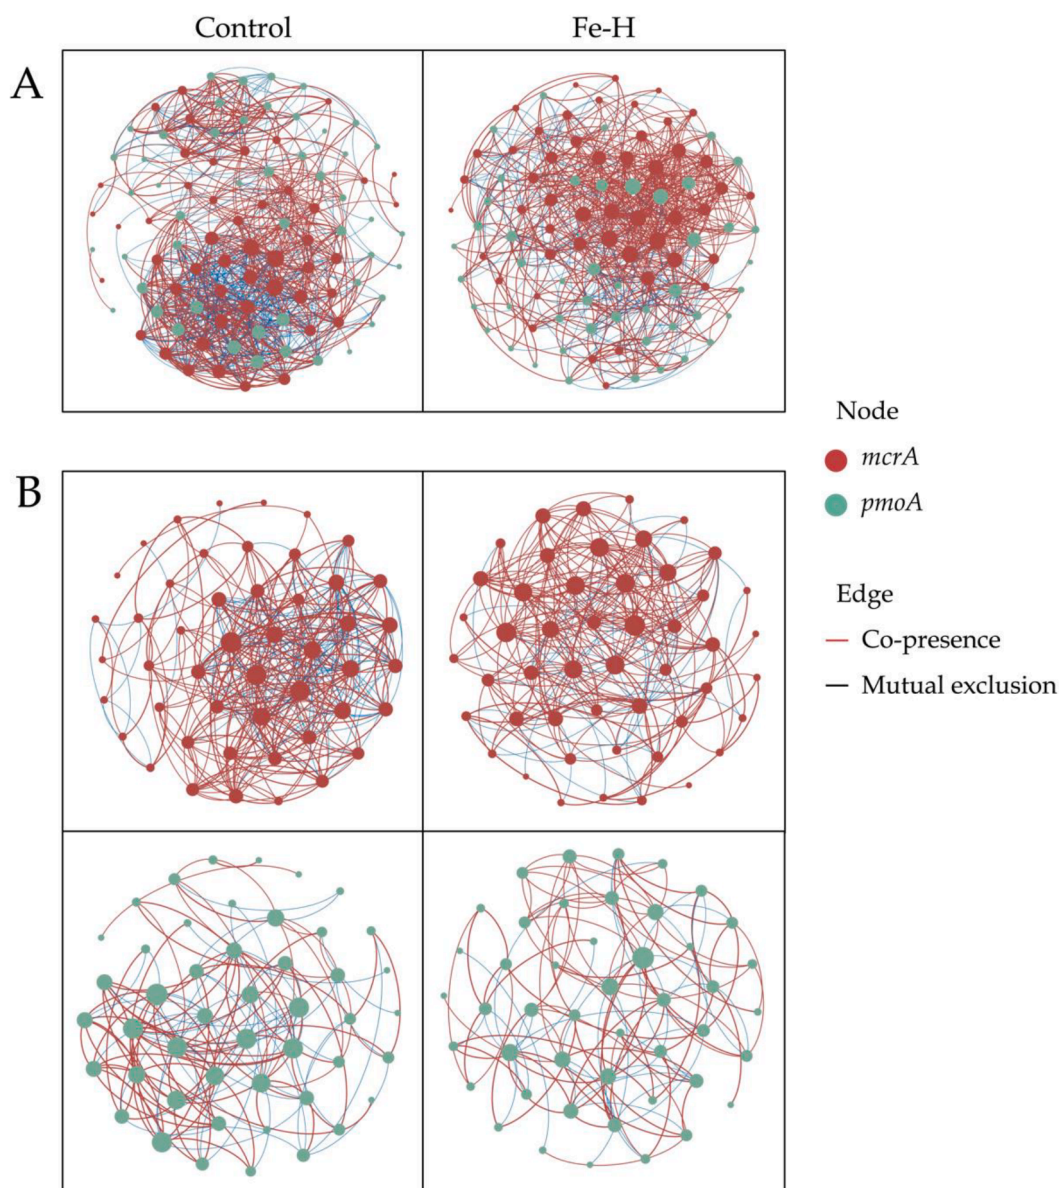 Control
Fe-H
A
B
Node
mcrA
pmoA
Edge
Co-presence
Mutual exclusion